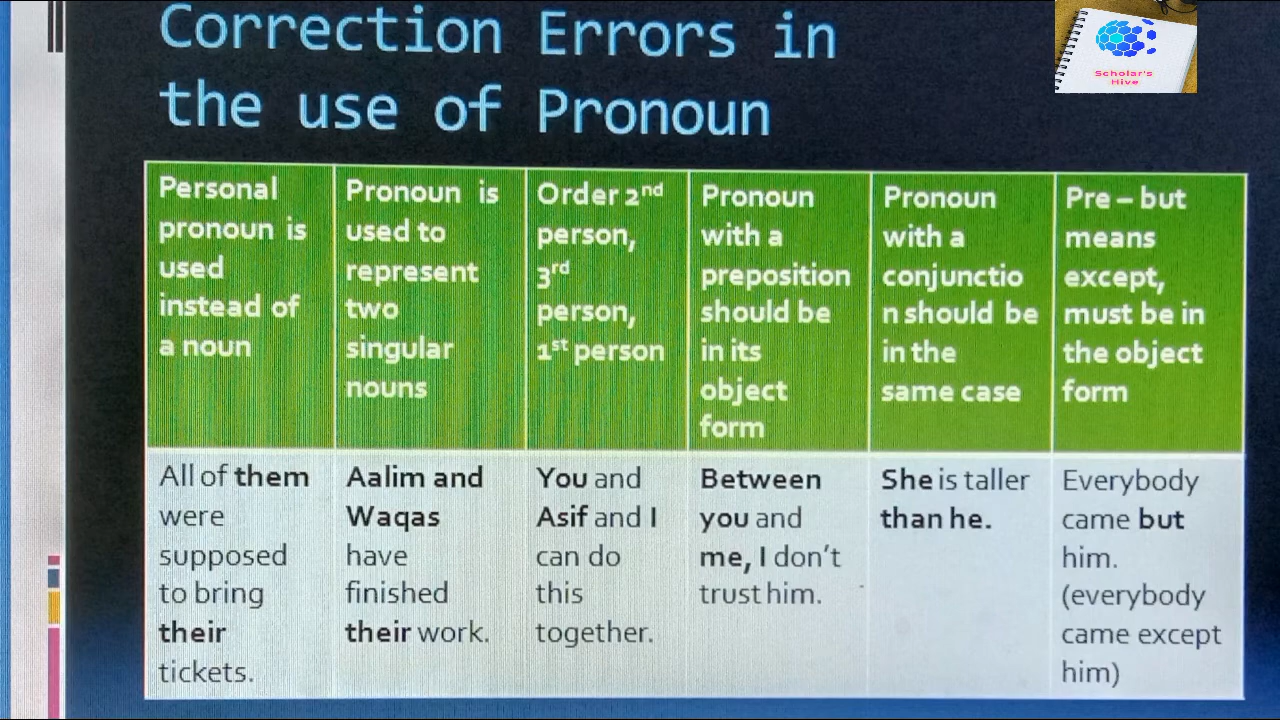 Correction Errors in
the use of Pronoun
Scholar's
Hive
Personal
pronoun is
used
instead of
a noun
Pronoun is
used to
represent
two
singular
nouns
Order 2nd
person,
3rd
person,
1st person
Pronoun
with a
preposition
should be
in its
object
form
Pronoun
with a
conjunctio
n should be
in the
same case
Pre – but
means
except,
must be in
the object
form
All of them
were
supposed
to bring
their
tickets.
Aalim and
Waqas
have
finished
their work.
You and
Asif and I
can do
this
together.
Between
you and
me, I don't
trust him.
She is taller
than he.
Everybody
came but
him.
(everybody
came except
him)